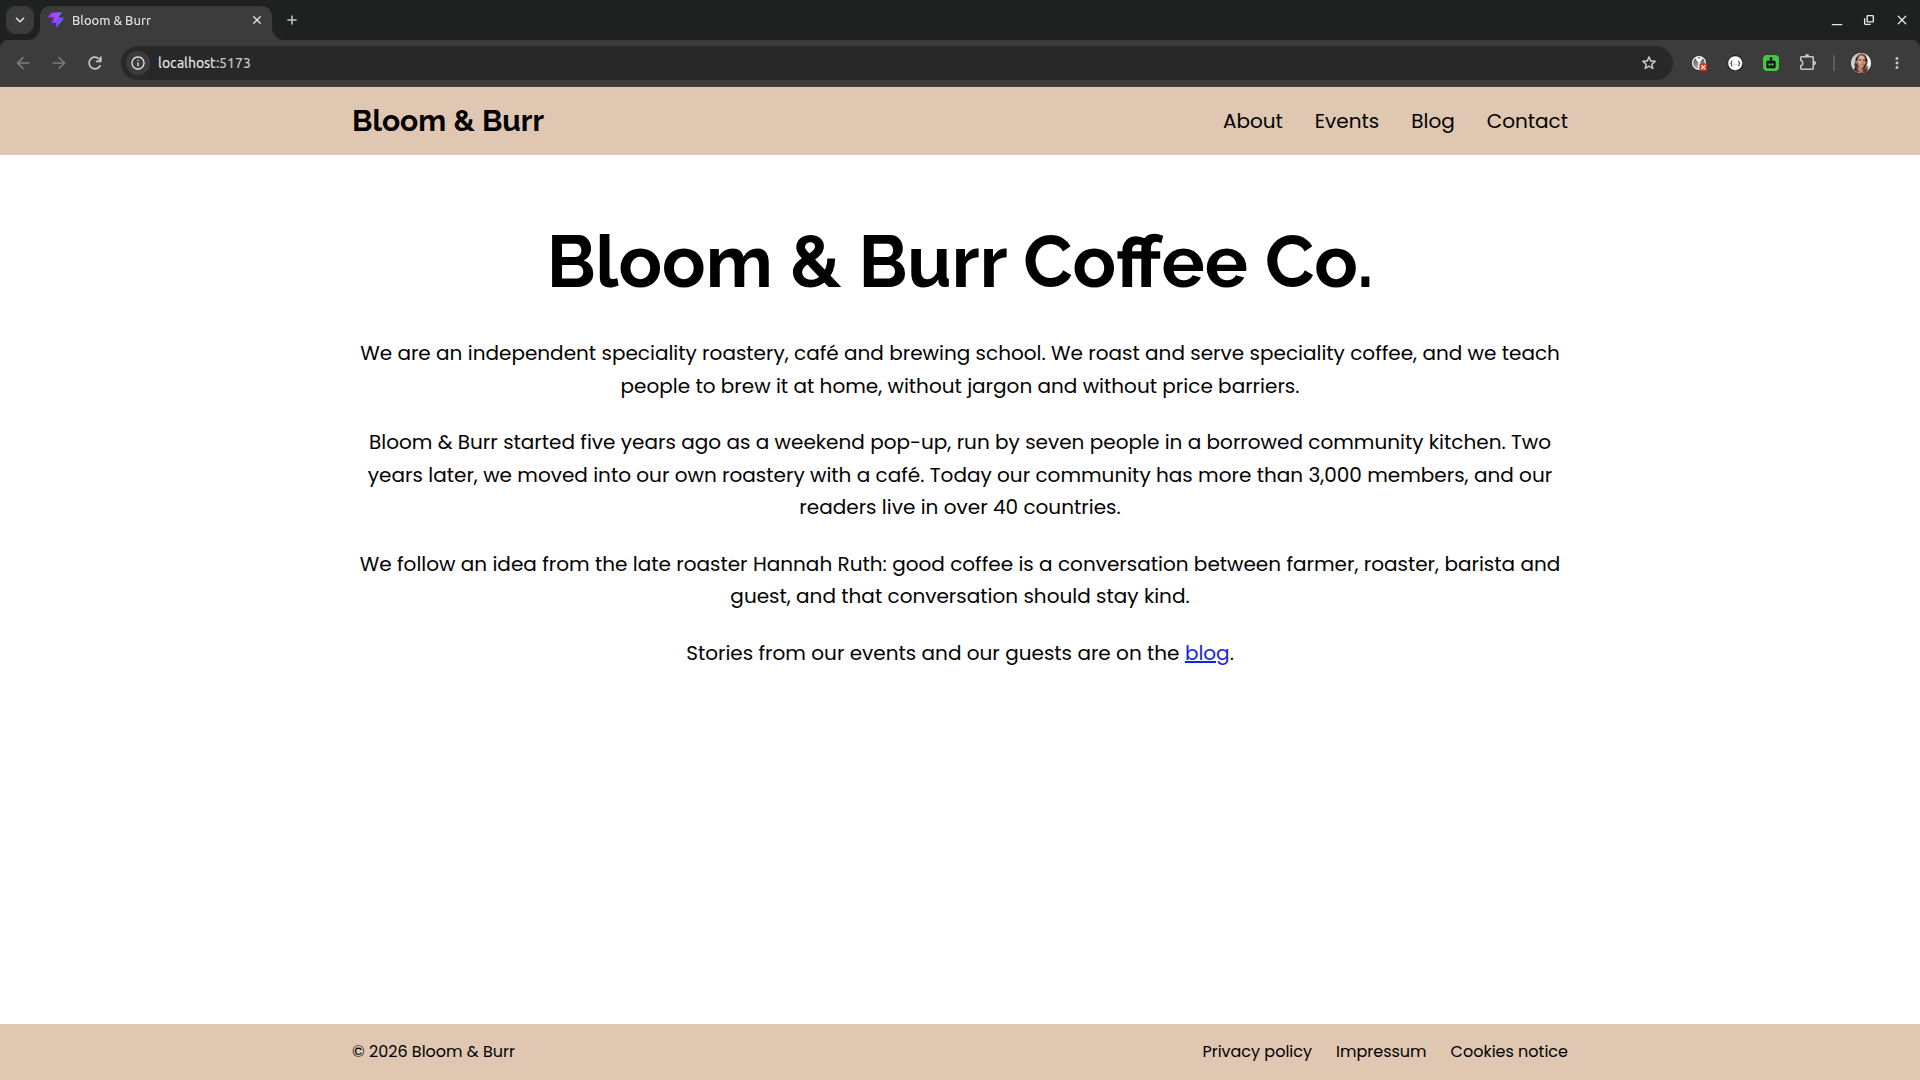 Bloom & Burr
localhost:5173
Bloom & Burr
About Events Blog Contact
Bloom & Burr Coffee Co.
We are an independent speciality roastery, café and brewing school. We roast and serve speciality coffee, and we teach
people to brew it at home, without jargon and without price barriers.
Bloom & Burr started five years ago as a weekend pop-up, run by seven people in a borrowed community kitchen. Two
years later, we moved into our own roastery with a café. Today our community has more than 3,000 members, and our
readers live in over 40 countries.
We follow an idea from the late roaster Hannah Ruth: good coffee is a conversation between farmer, roaster, barista and
guest, and that conversation should stay kind.
Stories from our events and our guests are on the blog.
© 2026 Bloom & Burr
Privacy policy Impressum Cookies notice